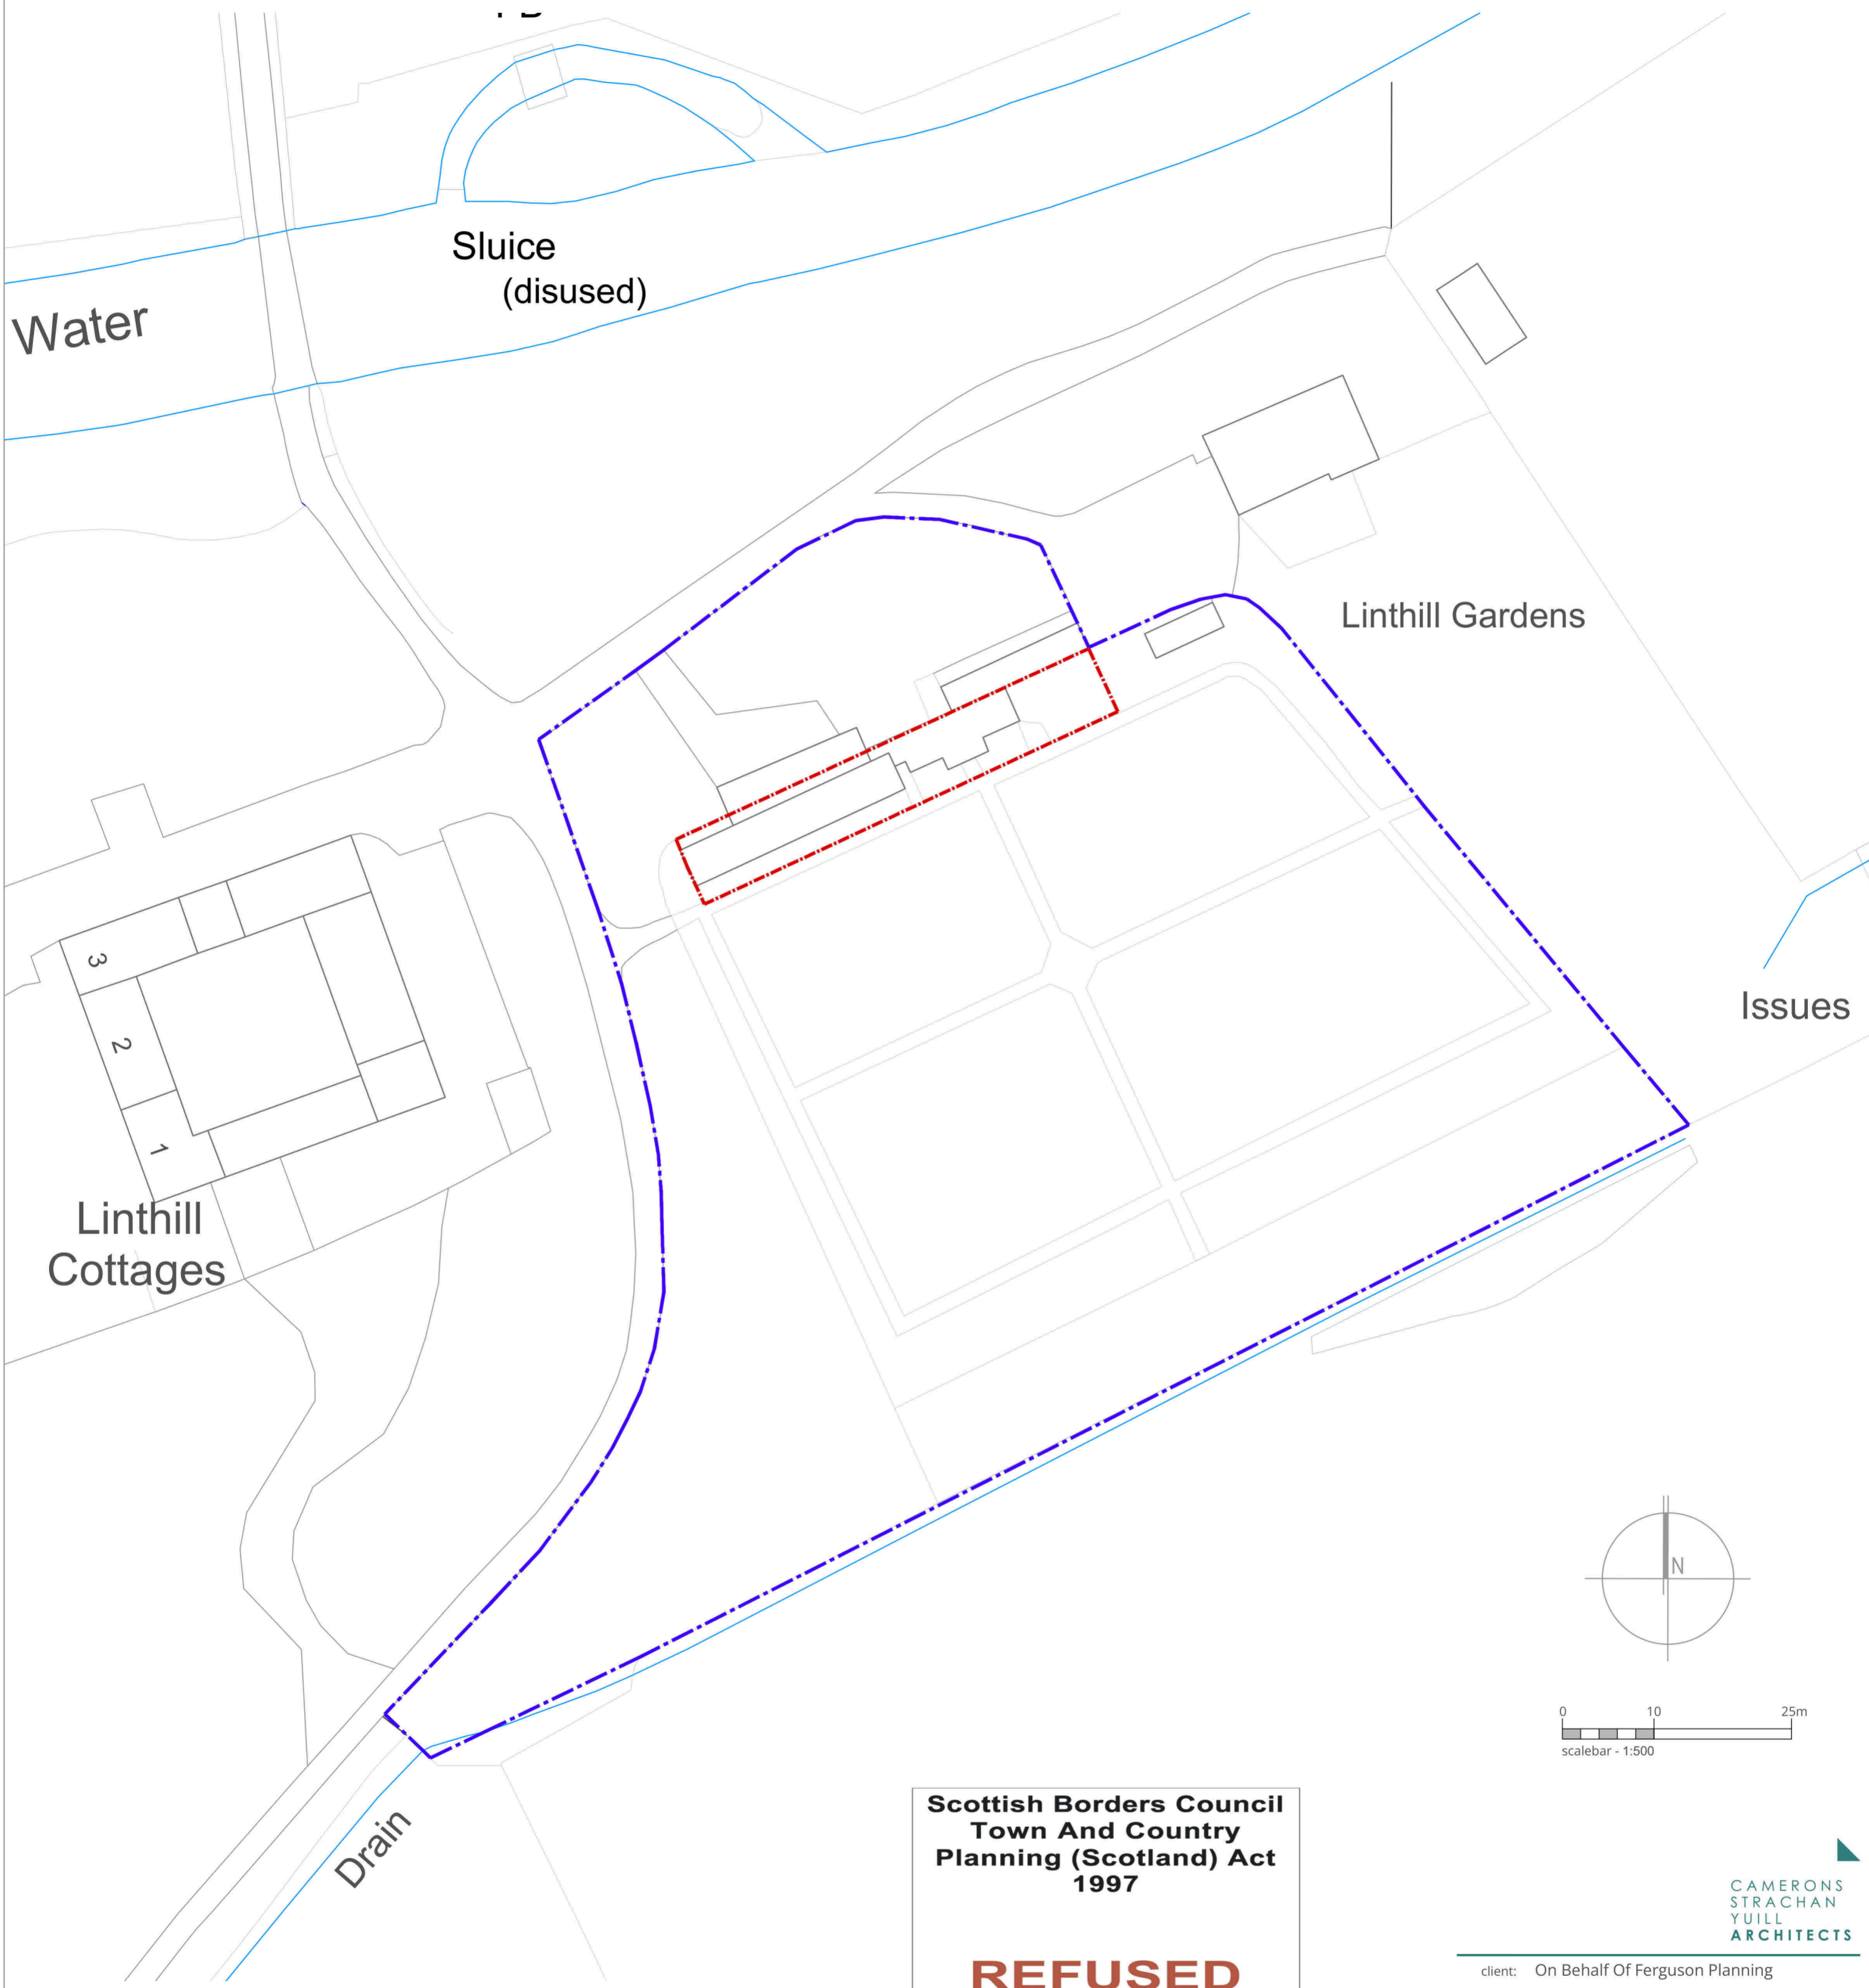 Sluice
(disused)
Water
Linthill Gardens
3
2
1
Linthill
Cottages
Issues
N
0 10 25m
scalebar - 1:500
Drain
Scottish Borders Council
Town And Country
Planning (Scotland) Act
1997
REFUSED
CAMERONS
STRACHAN
YUILL
ARCHITECTS
client: On Behalf Of Ferguson Planning